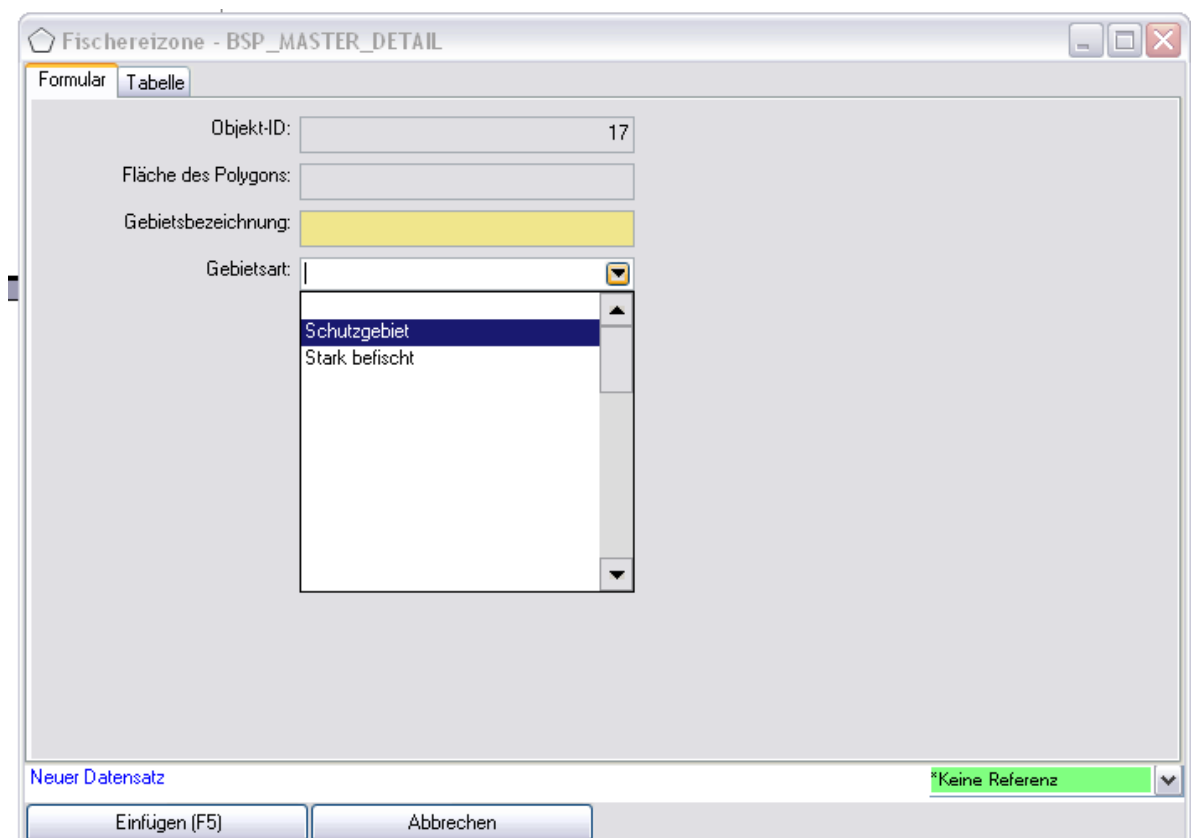 Fischereizone - BSP_MASTER_DETAIL
Formular Tabelle
Objekt-ID: 17
Fläche des Polygons:
Gebietsbezeichnung:
Gebietsart:
Schutzgebiet
Stark befischt
Neuer Datensatz *Keine Referenz
Einfügen (F5) Abbrechen